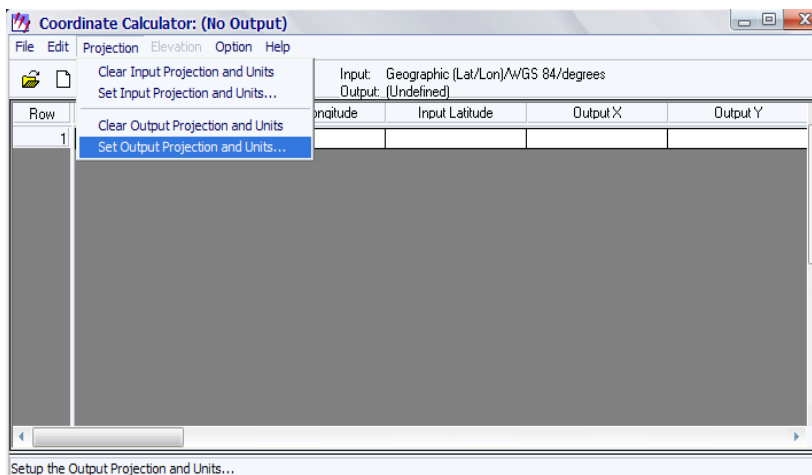 Coordinate Calculator: (No Output)
File Edit Projection Elevation Option Help
Clear Input Projection and Units
Set Input Projection and Units...
Clear Output Projection and Units
Set Output Projection and Units...
Input: Geographic (Lat/Lon)/WGS 84/degrees
Output: (Undefined)
Row ongitude Input Latitude Output X Output Y
1
Setup the Output Projection and Units...